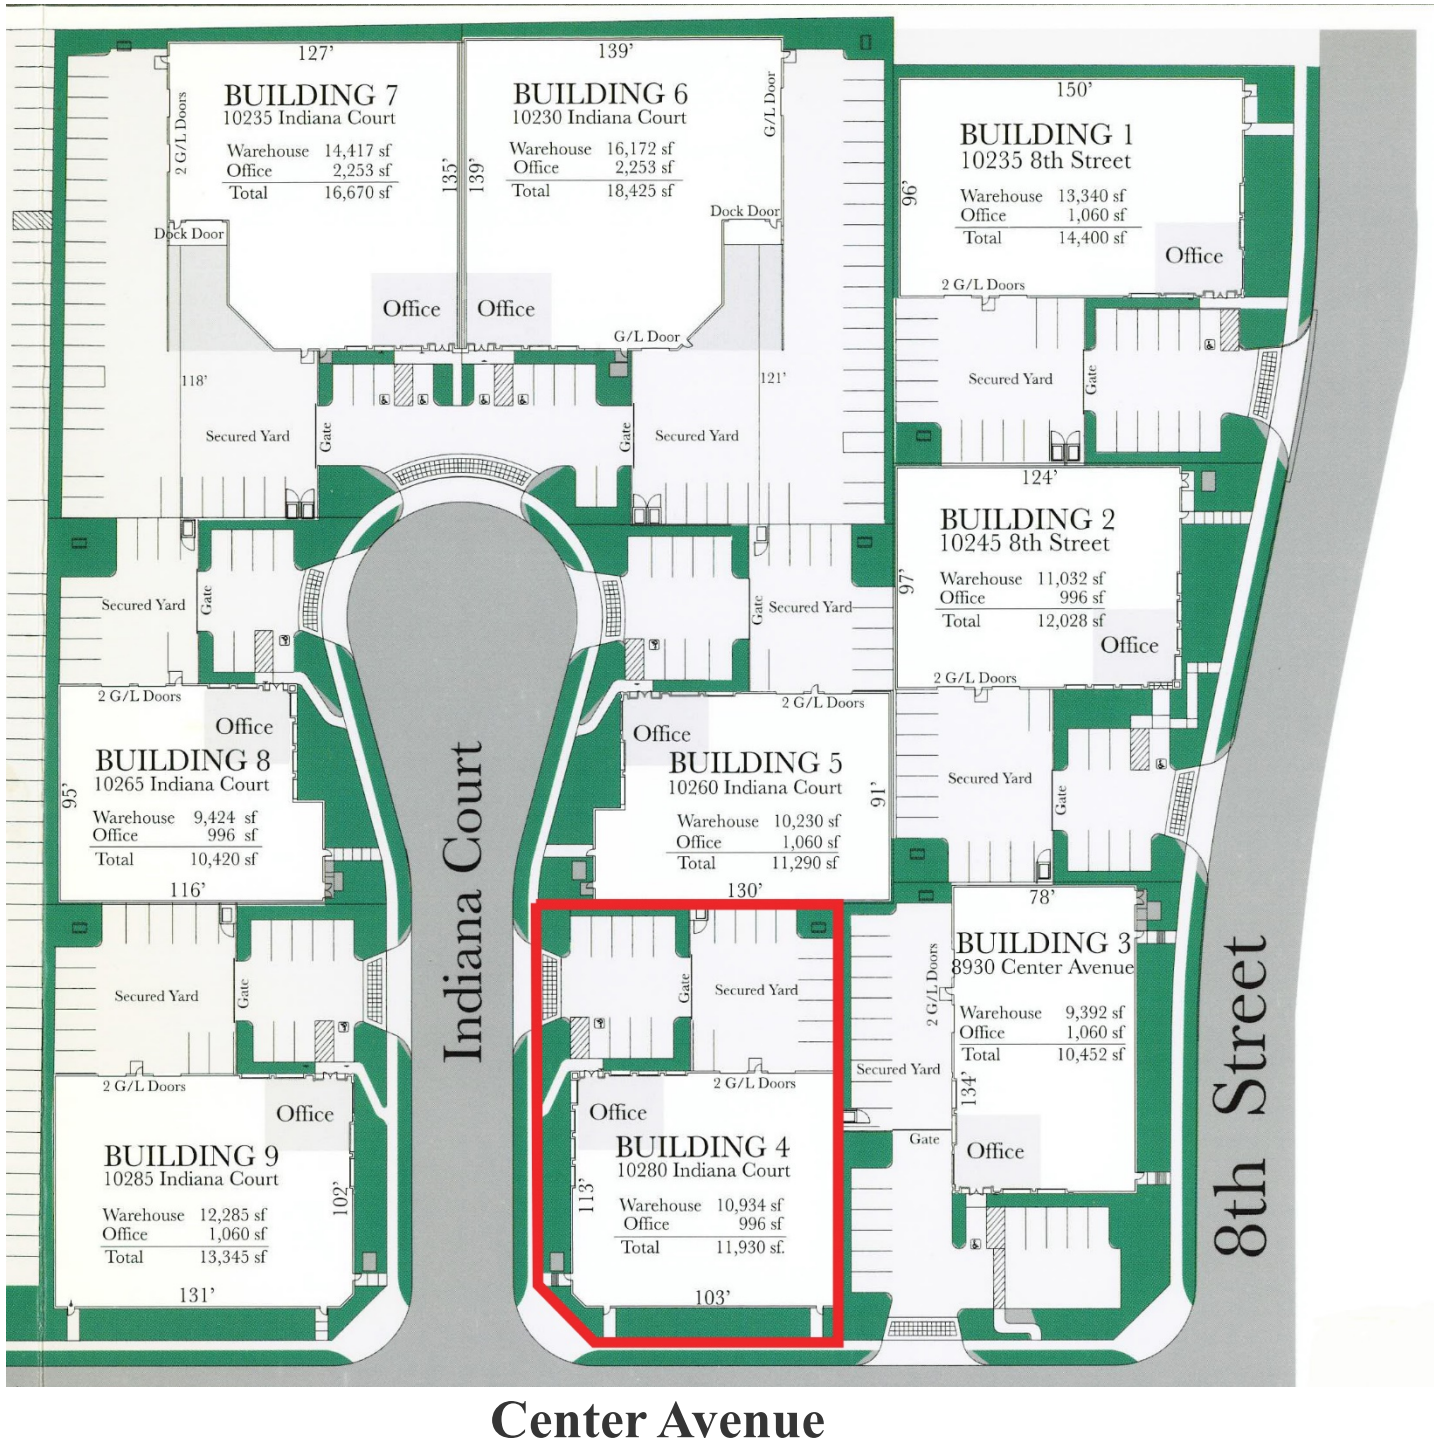 127'
BUILDING 7
10235 Indiana Court
Warehouse 14,417 sf
Office 2,253 sf
Total 16,670 sf
2 G/L Doors
135'
Dock Door
Office
118'
Secured Yard
Gate
139'
BUILDING 6
10230 Indiana Court
Warehouse 16,172 sf
Office 2,253 sf
Total 18,425 sf
139'
G/L Door
Dock Door
Office
G/L Door
121'
Secured Yard
Gate
150'
BUILDING 1
10235 8th Street
Warehouse 13,340 sf
Office 1,060 sf
Total 14,400 sf
96'
Office
2 G/L Doors
Secured Yard
Gate
124'
BUILDING 2
10245 8th Street
Warehouse 11,032 sf
Office 996 sf
Total 12,028 sf
97'
Office
2 G/L Doors
Secured Yard
Gate
Secured Yard
Gate
2 G/L Doors
Office
BUILDING 8
10265 Indiana Court
Warehouse 9,424 sf
Office 996 sf
Total 10,420 sf
95'
116'
Gate
Secured Yard
2 G/L Doors
Office
BUILDING 5
10260 Indiana Court
Warehouse 10,230 sf
Office 1,060 sf
Total 11,290 sf
91'
130'
Indiana Court
Secured Yard
Gate
2 G/L Doors
Office
BUILDING 9
10285 Indiana Court
Warehouse 12,285 sf
Office 1,060 sf
Total 13,345 sf
102'
131'
Gate
Secured Yard
2 G/L Doors
Office
BUILDING 4
10280 Indiana Court
Warehouse 10,934 sf
Office 996 sf
Total 11,930 sf.
113'
103'
78'
BUILDING 3
8930 Center Avenue
Warehouse 9,392 sf
Office 1,060 sf
Total 10,452 sf
2 G/L Doors
134'
Secured Yard
Gate
Office
8th Street
Center Avenue